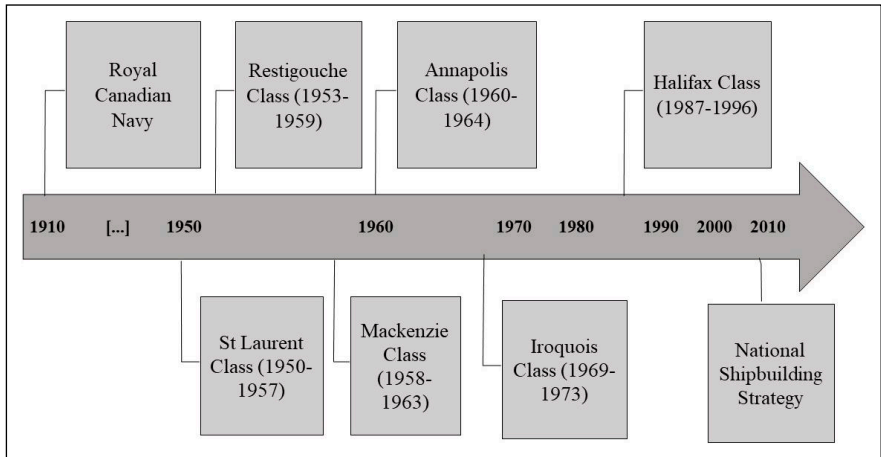 Royal
Canadian
Navy
Restigouche
Class (1953-
1959)
Annapolis
Class (1960-
1964)
Halifax Class
(1987-1996)
1910 [...] 1950 1960 1970 1980 1990 2000 2010
St Laurent
Class (1950-
1957)
Mackenzie
Class
(1958-
1963)
Iroquois
Class (1969-
1973)
National
Shipbuilding
Strategy